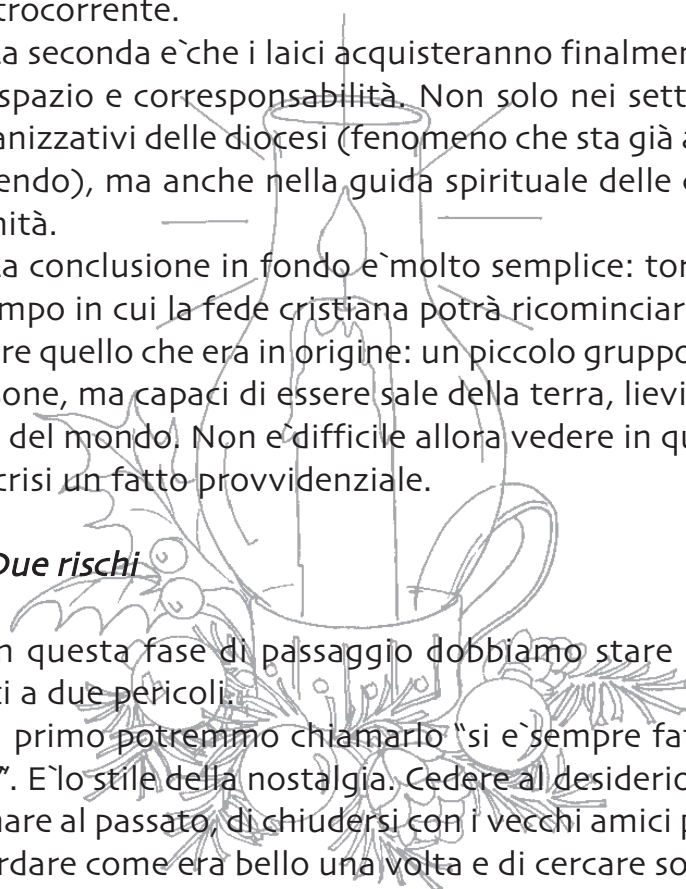 trocorrente.
a seconda e`che i laici acquisteranno finalmen
spazio e corresponsabilità. Non solo nei sett
anizzativi delle diocesi (fenomeno che sta già a
endo), ma anche nella guida spirituale delle c
nità.
a conclusione in fondo e`molto semplice: tor
mpo in cui la fede cristiana potrà ricominciar
re quello che era in origine: un piccolo gruppo
sone, ma capaci di essere sale della terra, lievi
del mondo. Non e`difficile allora vedere in qu
crisi un fatto provvidenziale.
Due rischi
n questa fase di passaggio dobbiamo stare
ti a due pericoli.
primo potremmo chiamarlo “si e`sempre fat
”. E`lo stile della nostalgia. Cedere al desiderio
nare al passato, di chiudersi con i vecchi amici p
rdare come era bello una volta e di cercare so